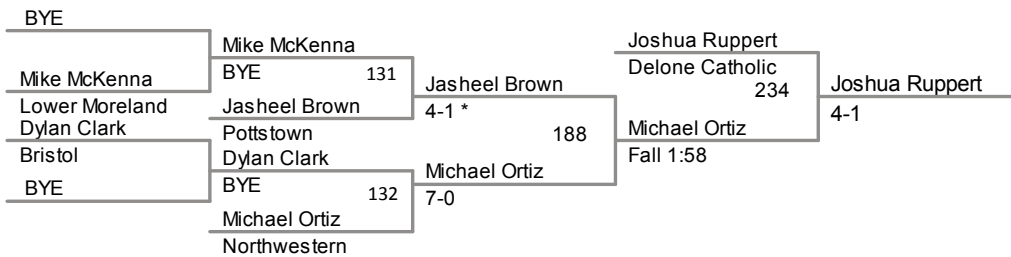 BYE
Mike McKenna
Lower Moreland
Dylan Clark
Bristol
BYE
Mike McKenna
BYE
131
Jasheel Brown
Pottstown
Dylan Clark
BYE
132
Michael Ortiz
Northwestern
Jasheel Brown
4-1 *
188
Michael Ortiz
7-0
Joshua Ruppert
Delone Catholic
234
Michael Ortiz
Fall 1:58
Joshua Ruppert
4-1